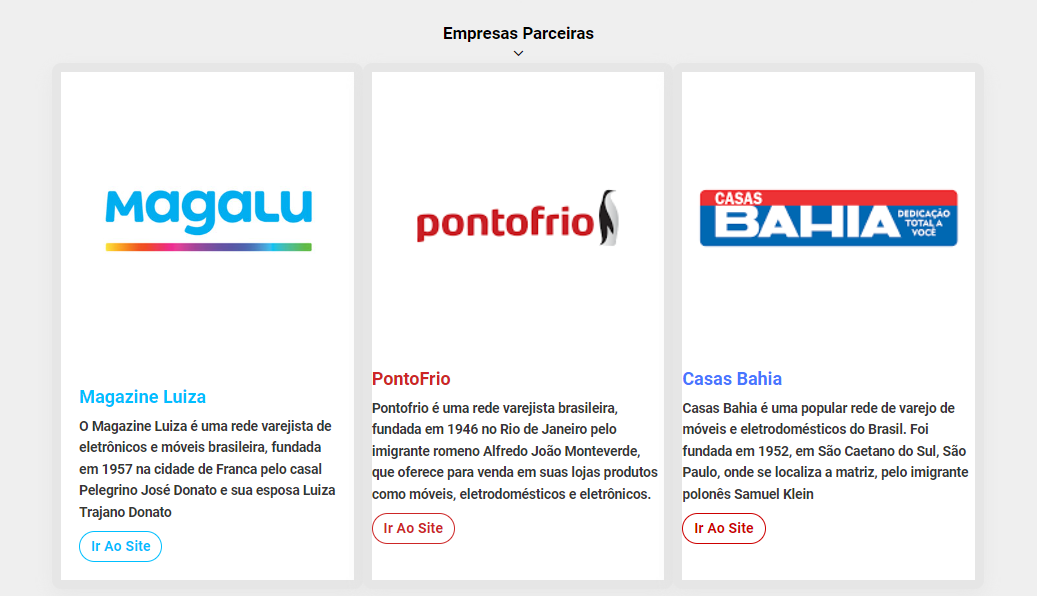 Empresas Parceiras
Magalu
pontofrio
CASAS
BAHIA
DEDICAÇÃO
TOTAL A
VOCÊ
Magazine Luiza
O Magazine Luiza é uma rede varejista de
eletrônicos e móveis brasileira, fundada
em 1957 na cidade de Franca pelo casal
Pelegrino José Donato e sua esposa Luiza
Trajano Donato
Ir Ao Site
PontoFrio
Pontofrio é uma rede varejista brasileira,
fundada em 1946 no Rio de Janeiro pelo
imigrante romeno Alfredo João Monteverde,
que oferece para venda em suas lojas produtos
como móveis, eletrodomésticos e eletrônicos.
Ir Ao Site
Casas Bahia
Casas Bahia é uma popular rede de varejo de
móveis e eletrodomésticos do Brasil. Foi
fundada em 1952, em São Caetano do Sul, São
Paulo, onde se localiza a matriz, pelo imigrante
polonês Samuel Klein
Ir Ao Site